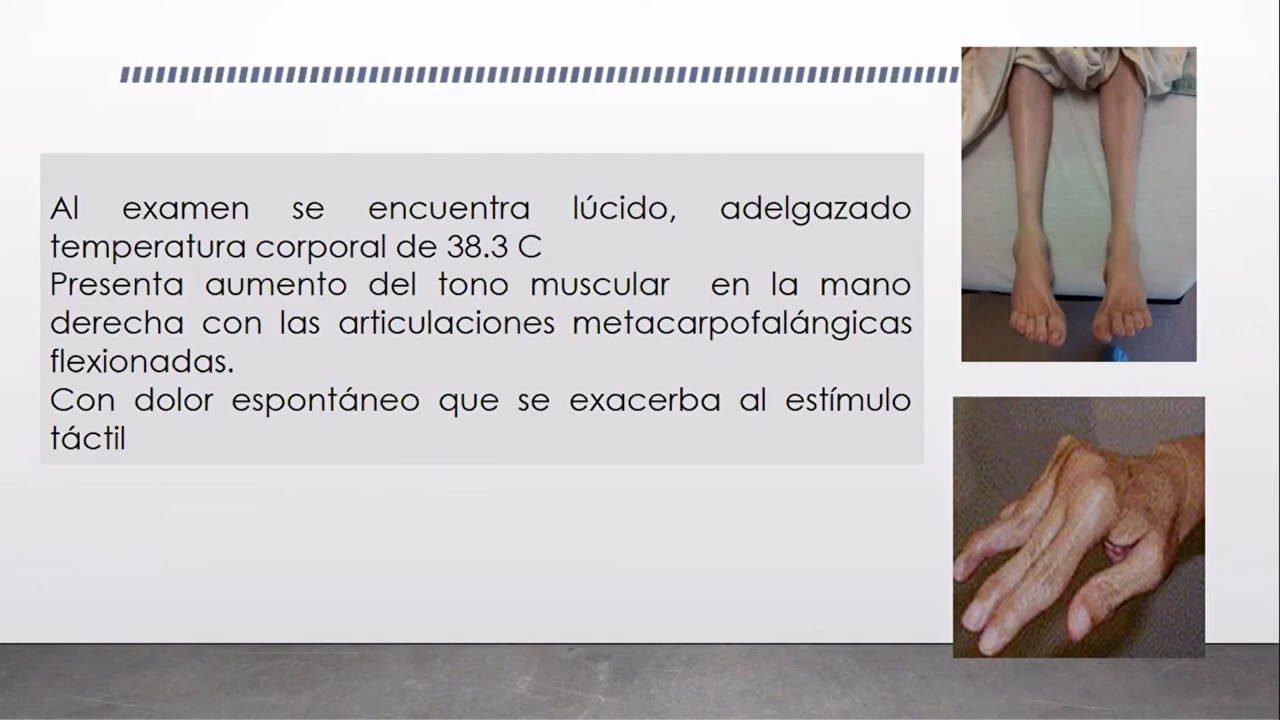 Al examen se encuentra lúcido, adelgazado
temperatura corporal de 38.3 C
Presenta aumento del tono muscular en la mano
derecha con las articulaciones metacarpofalángicas
flexionadas.
Con dolor espontáneo que se exacerba al estímulo
táctil